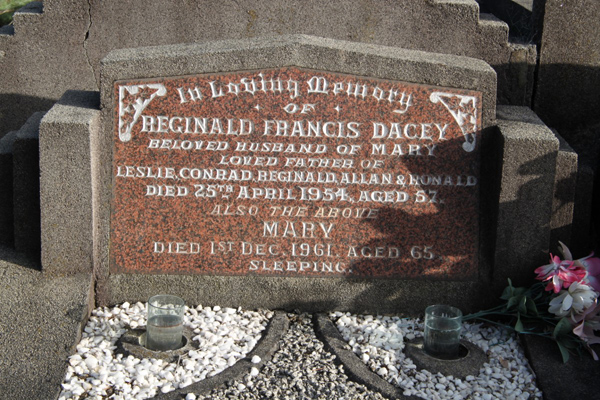 In Loving Memory
OF
REGINALD FRANCIS DACEY
BELOVED HUSBAND OF MARY
LOVED FATHER OF
LESLIE, CONRAD, REGINALD, ALLAN & RONALD
DIED 25TH APRIL 1954, AGED 57.
ALSO THE ABOVE
MARY
DIED 1ST DEC. 1961. AGED 65.
SLEEPING.